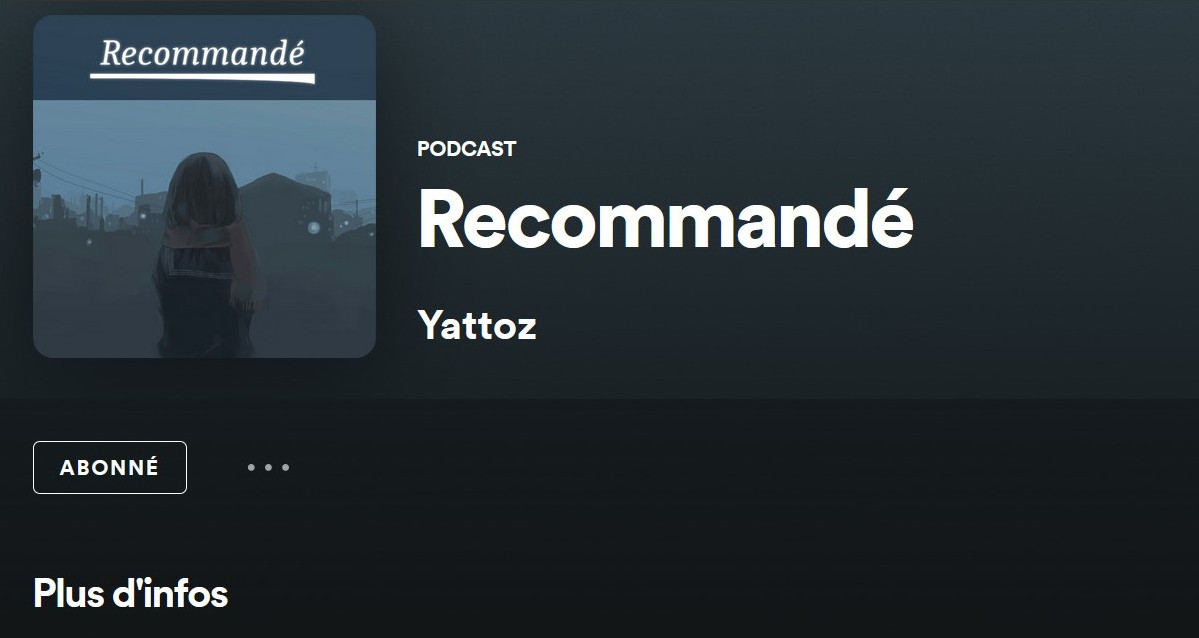 Recommandé
PODCAST
Recommandé
Yattoz
ABONNÉ
Plus d'infos